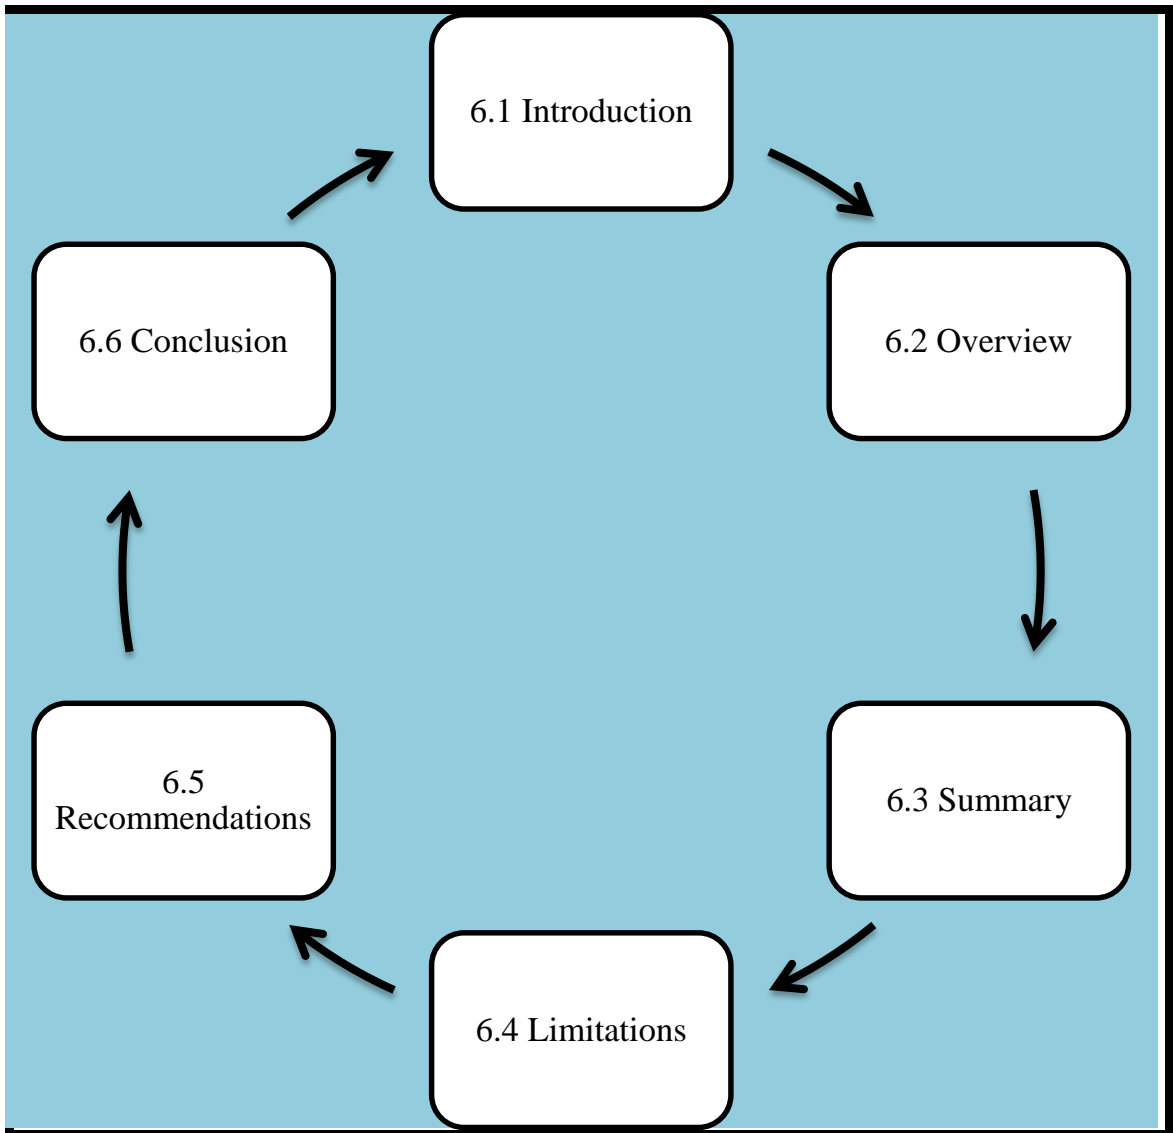 6.1 Introduction
6.2 Overview
6.3 Summary
6.4 Limitations
6.5
Recommendations
6.6 Conclusion